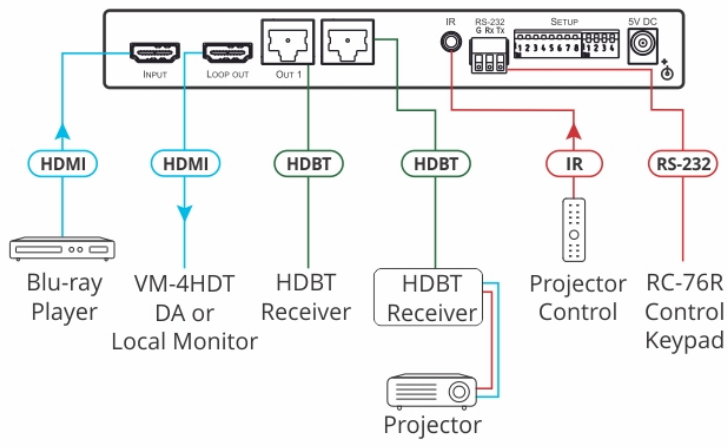 IR RS-232 SETUP 5V DC
G Rx Tx
1 2 3 4 5 6 7 8 1 2 3 4
INPUT LOOP OUT OUT 1
HDMI HDMI HDBT HDBT IR RS-232
Blu-ray
Player
VM-4HDT
DA or
Local Monitor
HDBT
Receiver
HDBT
Receiver
Projector
Control
RC-76R
Control
Keypad
Projector